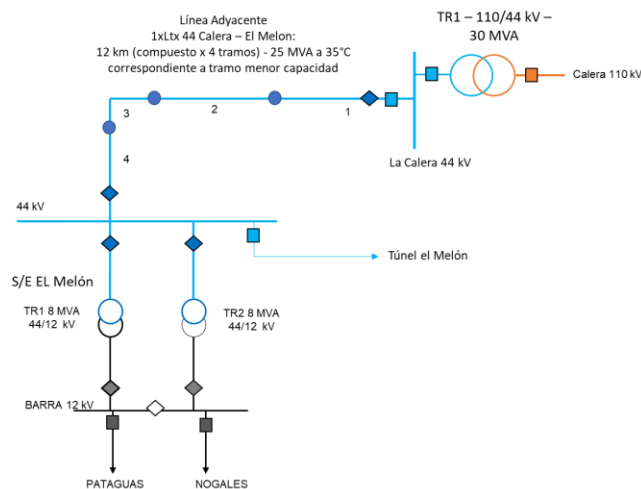 Línea Adyacente
1xLtx 44 Calera – El Melon:
12 km (compuesto x 4 tramos) - 25 MVA a 35°C
correspondiente a tramo menor capacidad
TR1 – 110/44 kV –
30 MVA
Calera 110 kV
3
2
1
4
La Calera 44 kV
44 kV
Túnel el Melón
S/E EL Melón
TR1 8 MVA
44/12 kV
TR2 8 MVA
44/12 kV
BARRA 12 kV
PATAGUAS
NOGALES